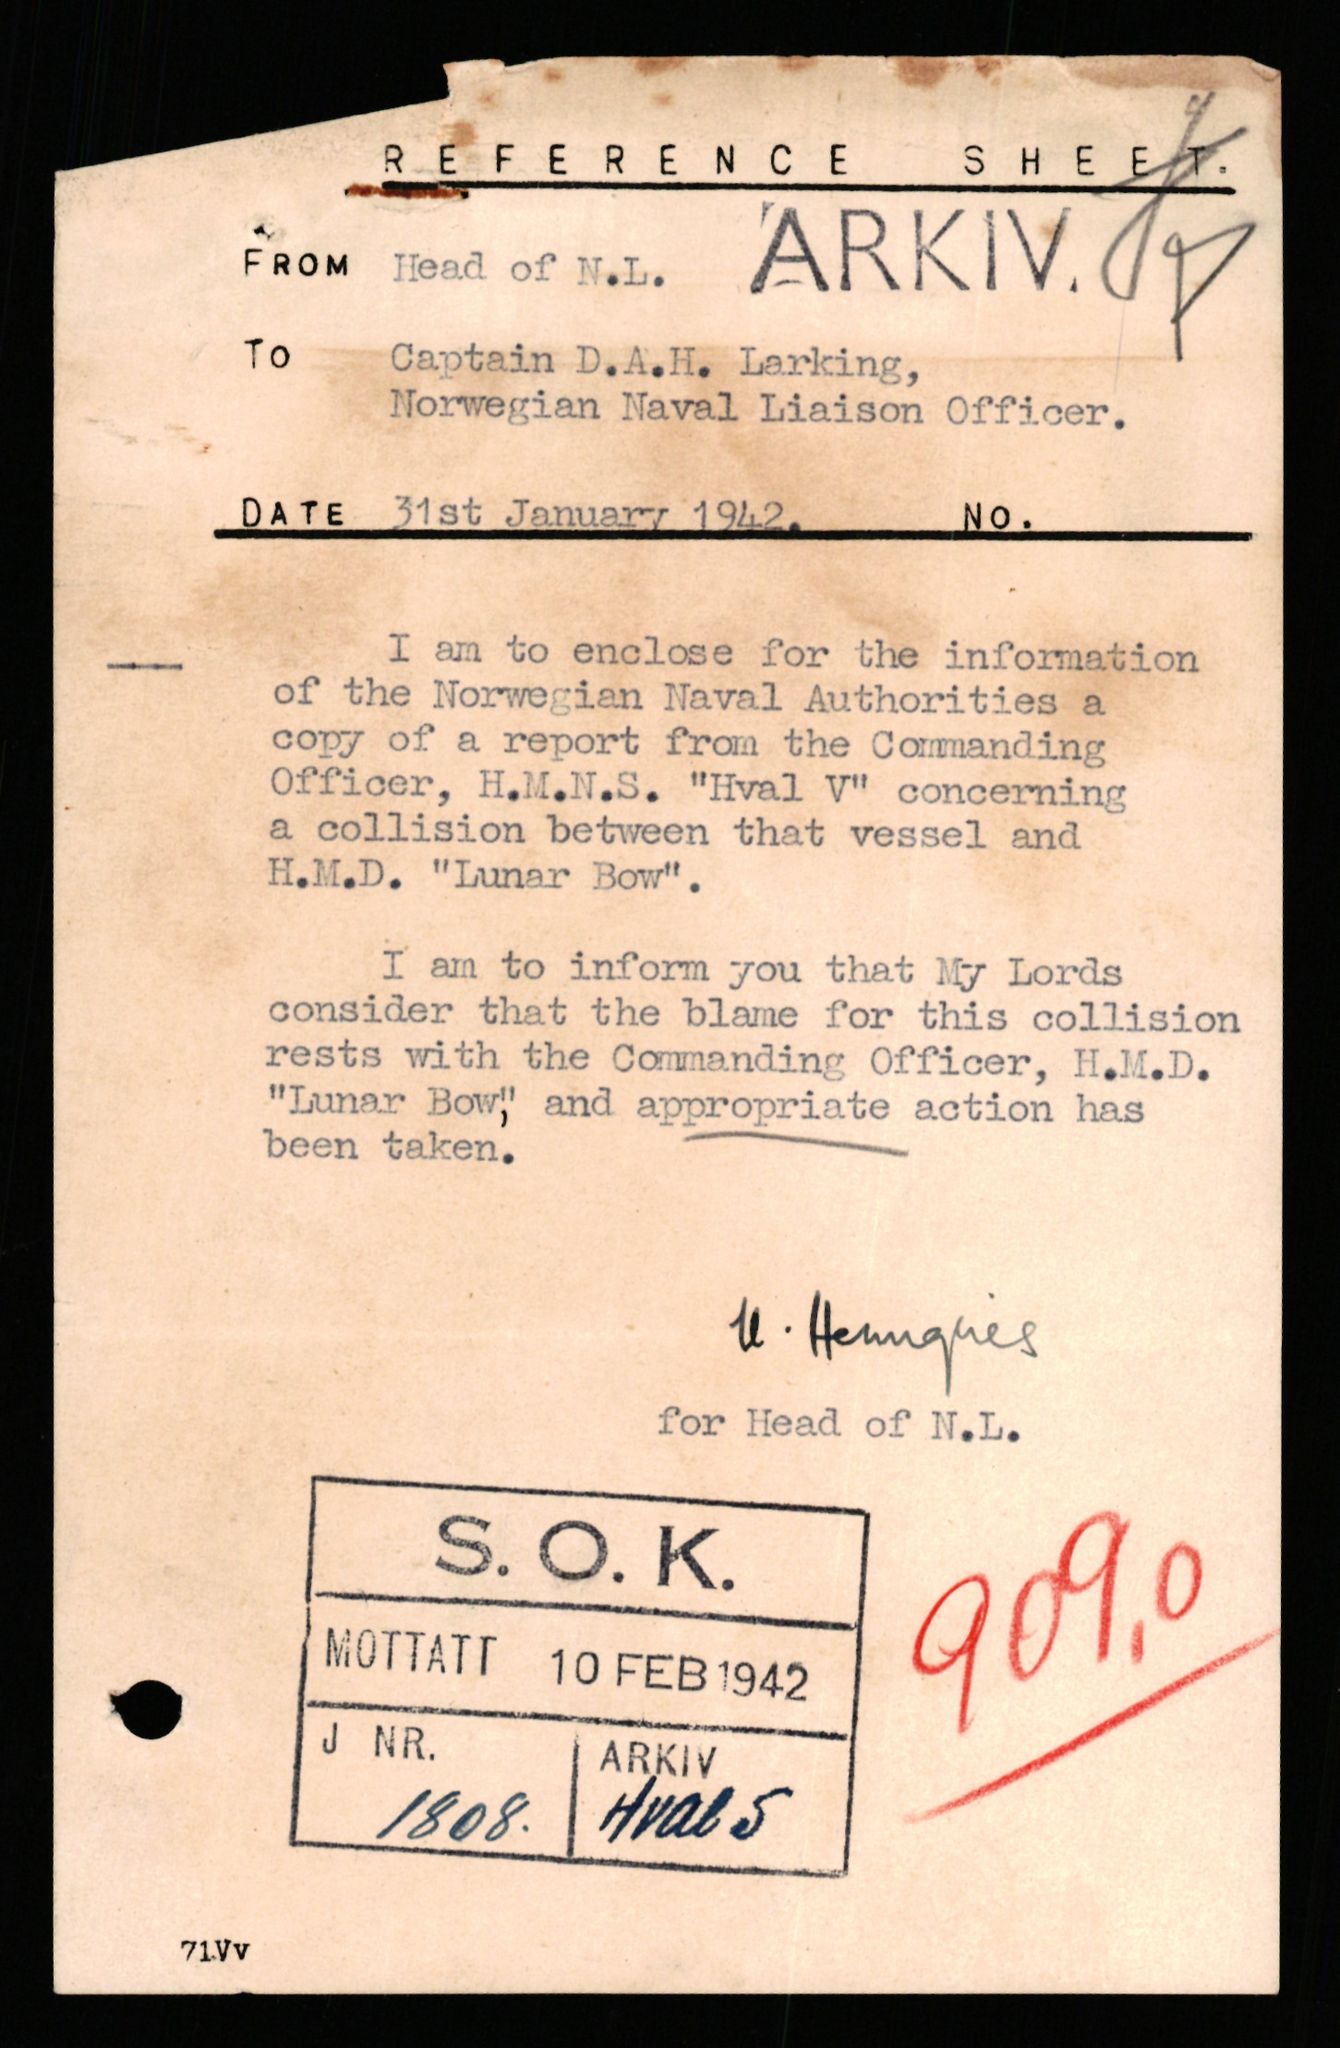 REFERENCE SHEET.
ARKIV.
FROM Head of N.L.
TO Captain D.A.H. Larking,
Norwegian Naval Liaison Officer.
DATE 31st January 1942. NO.
I am to enclose for the information
of the Norwegian Naval Authorities a
copy of a report from the Commanding
Officer, H.M.N.S. "Hval V" concerning
a collision between that vessel and
H.M.D. "Lunar Bow".
I am to inform you that My Lords
consider that the blame for this collision
rests with the Commanding Officer, H.M.D.
"Lunar Bow", and appropriate action has
been taken.
for Head of N.L.
S.O.K.
MOTTATT 10 FEB 1942
J NR. ARKIV
1808. Hval 5
909,0
71Vv